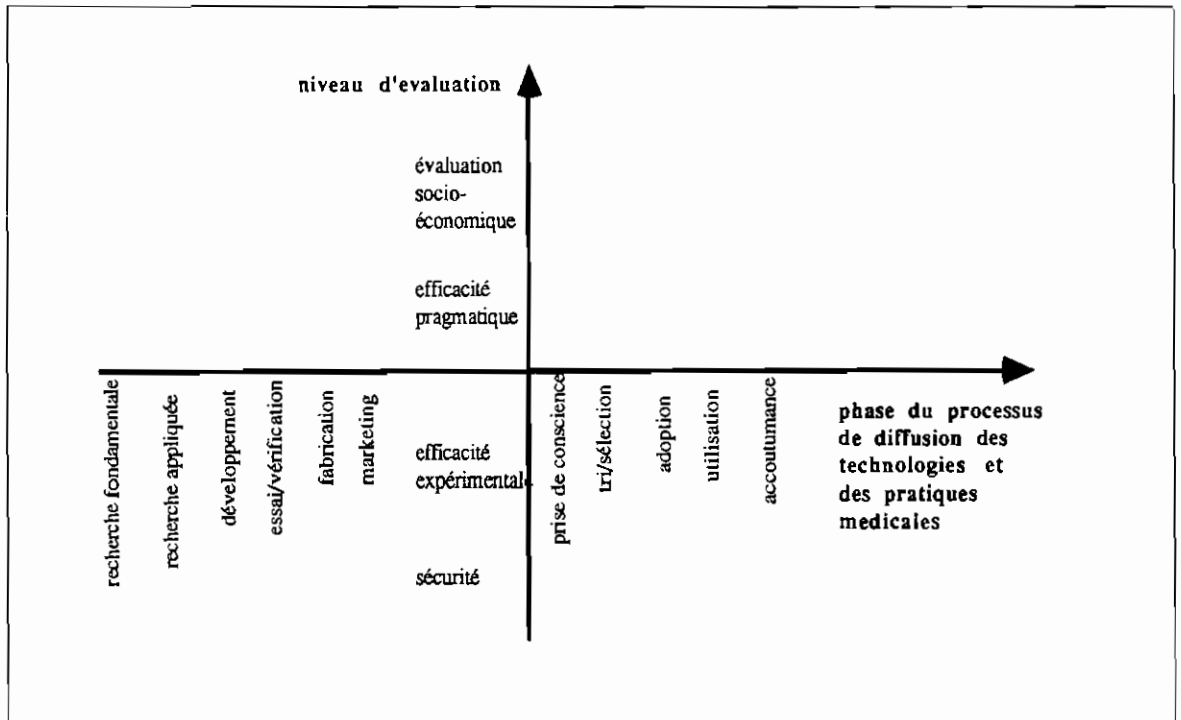 niveau d'evaluation
évaluation
socio-
économique
efficacité
pragmatique
efficacité
expérimentale
sécurité
recherche fondamentale
recherche appliquée
développement
essai/vérification
fabrication
marketing
prise de conscience
tri/sélection
adoption
utilisation
accoutumance
phase du processus
de diffusion des
technologies et
des pratiques
medicales